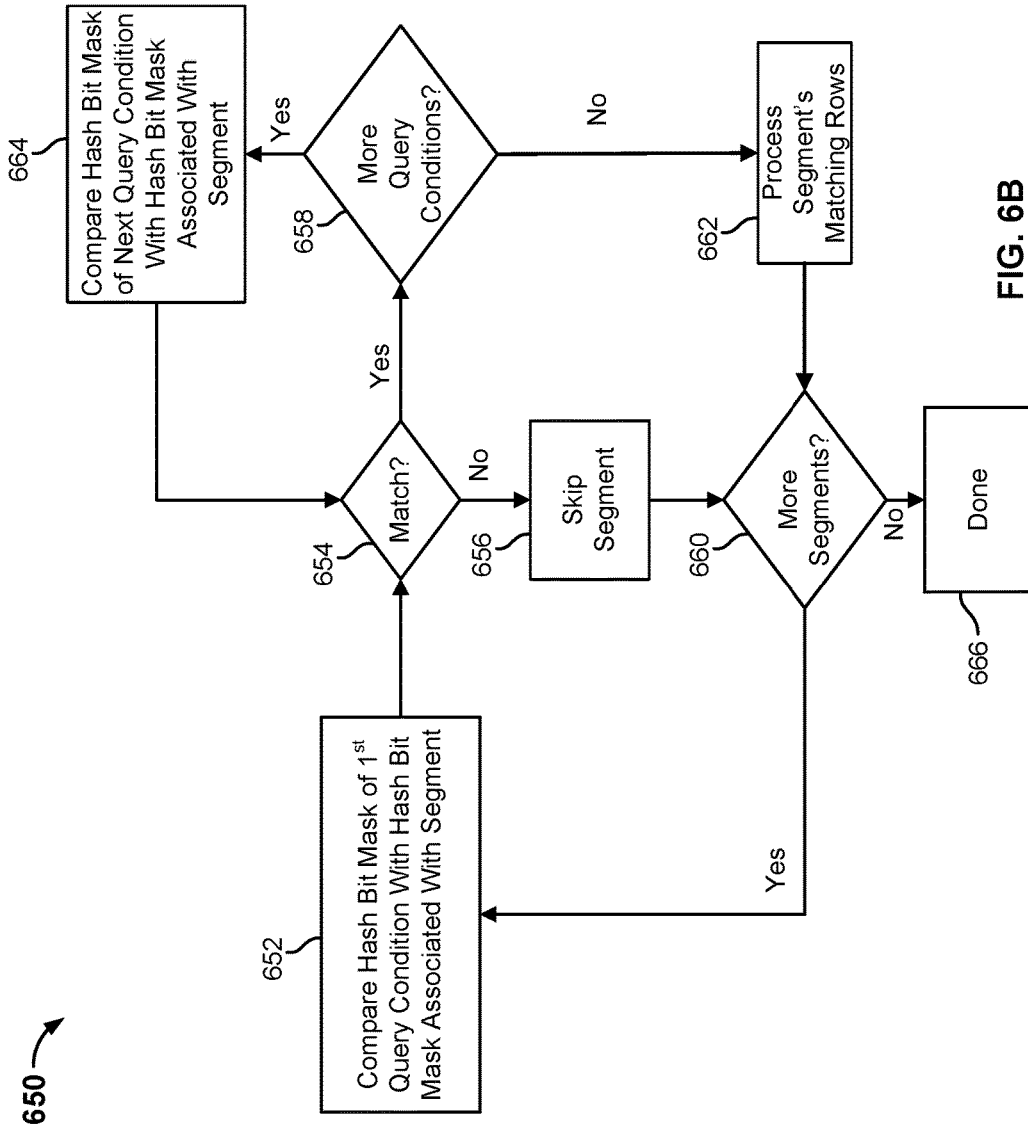 650
652
Compare Hash Bit Mask of 1st
Query Condition With Hash Bit
Mask Associated With Segment
654
Match?
Yes
No
656
Skip
Segment
658
More
Query
Conditions?
Yes
No
664
Compare Hash Bit Mask
of Next Query Condition
With Hash Bit Mask
Associated With
Segment
662
Process
Segment's
Matching Rows
660
More
Segments?
Yes
No
666
Done
FIG. 6B